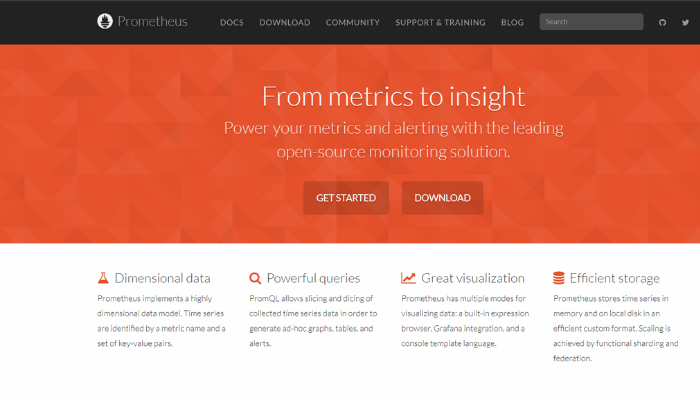 Prometheus DOCS DOWNLOAD COMMUNITY SUPPORT & TRAINING BLOG Search
From metrics to insight
Power your metrics and alerting with the leading
open-source monitoring solution.
GET STARTED DOWNLOAD
Dimensional data
Prometheus implements a highly
dimensional data model. Time series
are identified by a metric name and a
set of key-value pairs.
Powerful queries
PromQL allows slicing and dicing of
collected time series data in order to
generate ad-hoc graphs, tables, and
alerts.
Great visualization
Prometheus has multiple modes for
visualizing data: a built-in expression
browser, Grafana integration, and a
console template language.
Efficient storage
Prometheus stores time series in
memory and on local disk in an
efficient custom format. Scaling is
achieved by functional sharding and
federation.